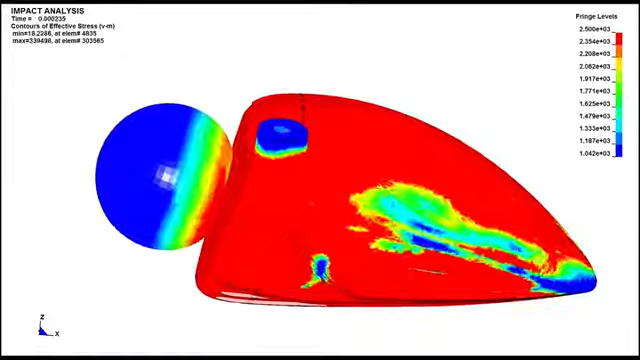 IMPACT ANALYSIS
Time = 0.000235
Contours of Effective Stress (v-m)
min=18.2286, at elem# 4835
max=339498, at elem# 303565
Fringe Levels
2.500e+03
2.354e+03
2.208e+03
2.062e+03
1.917e+03
1.771e+03
1.625e+03
1.479e+03
1.333e+03
1.188e+03
1.042e+03
Z
X